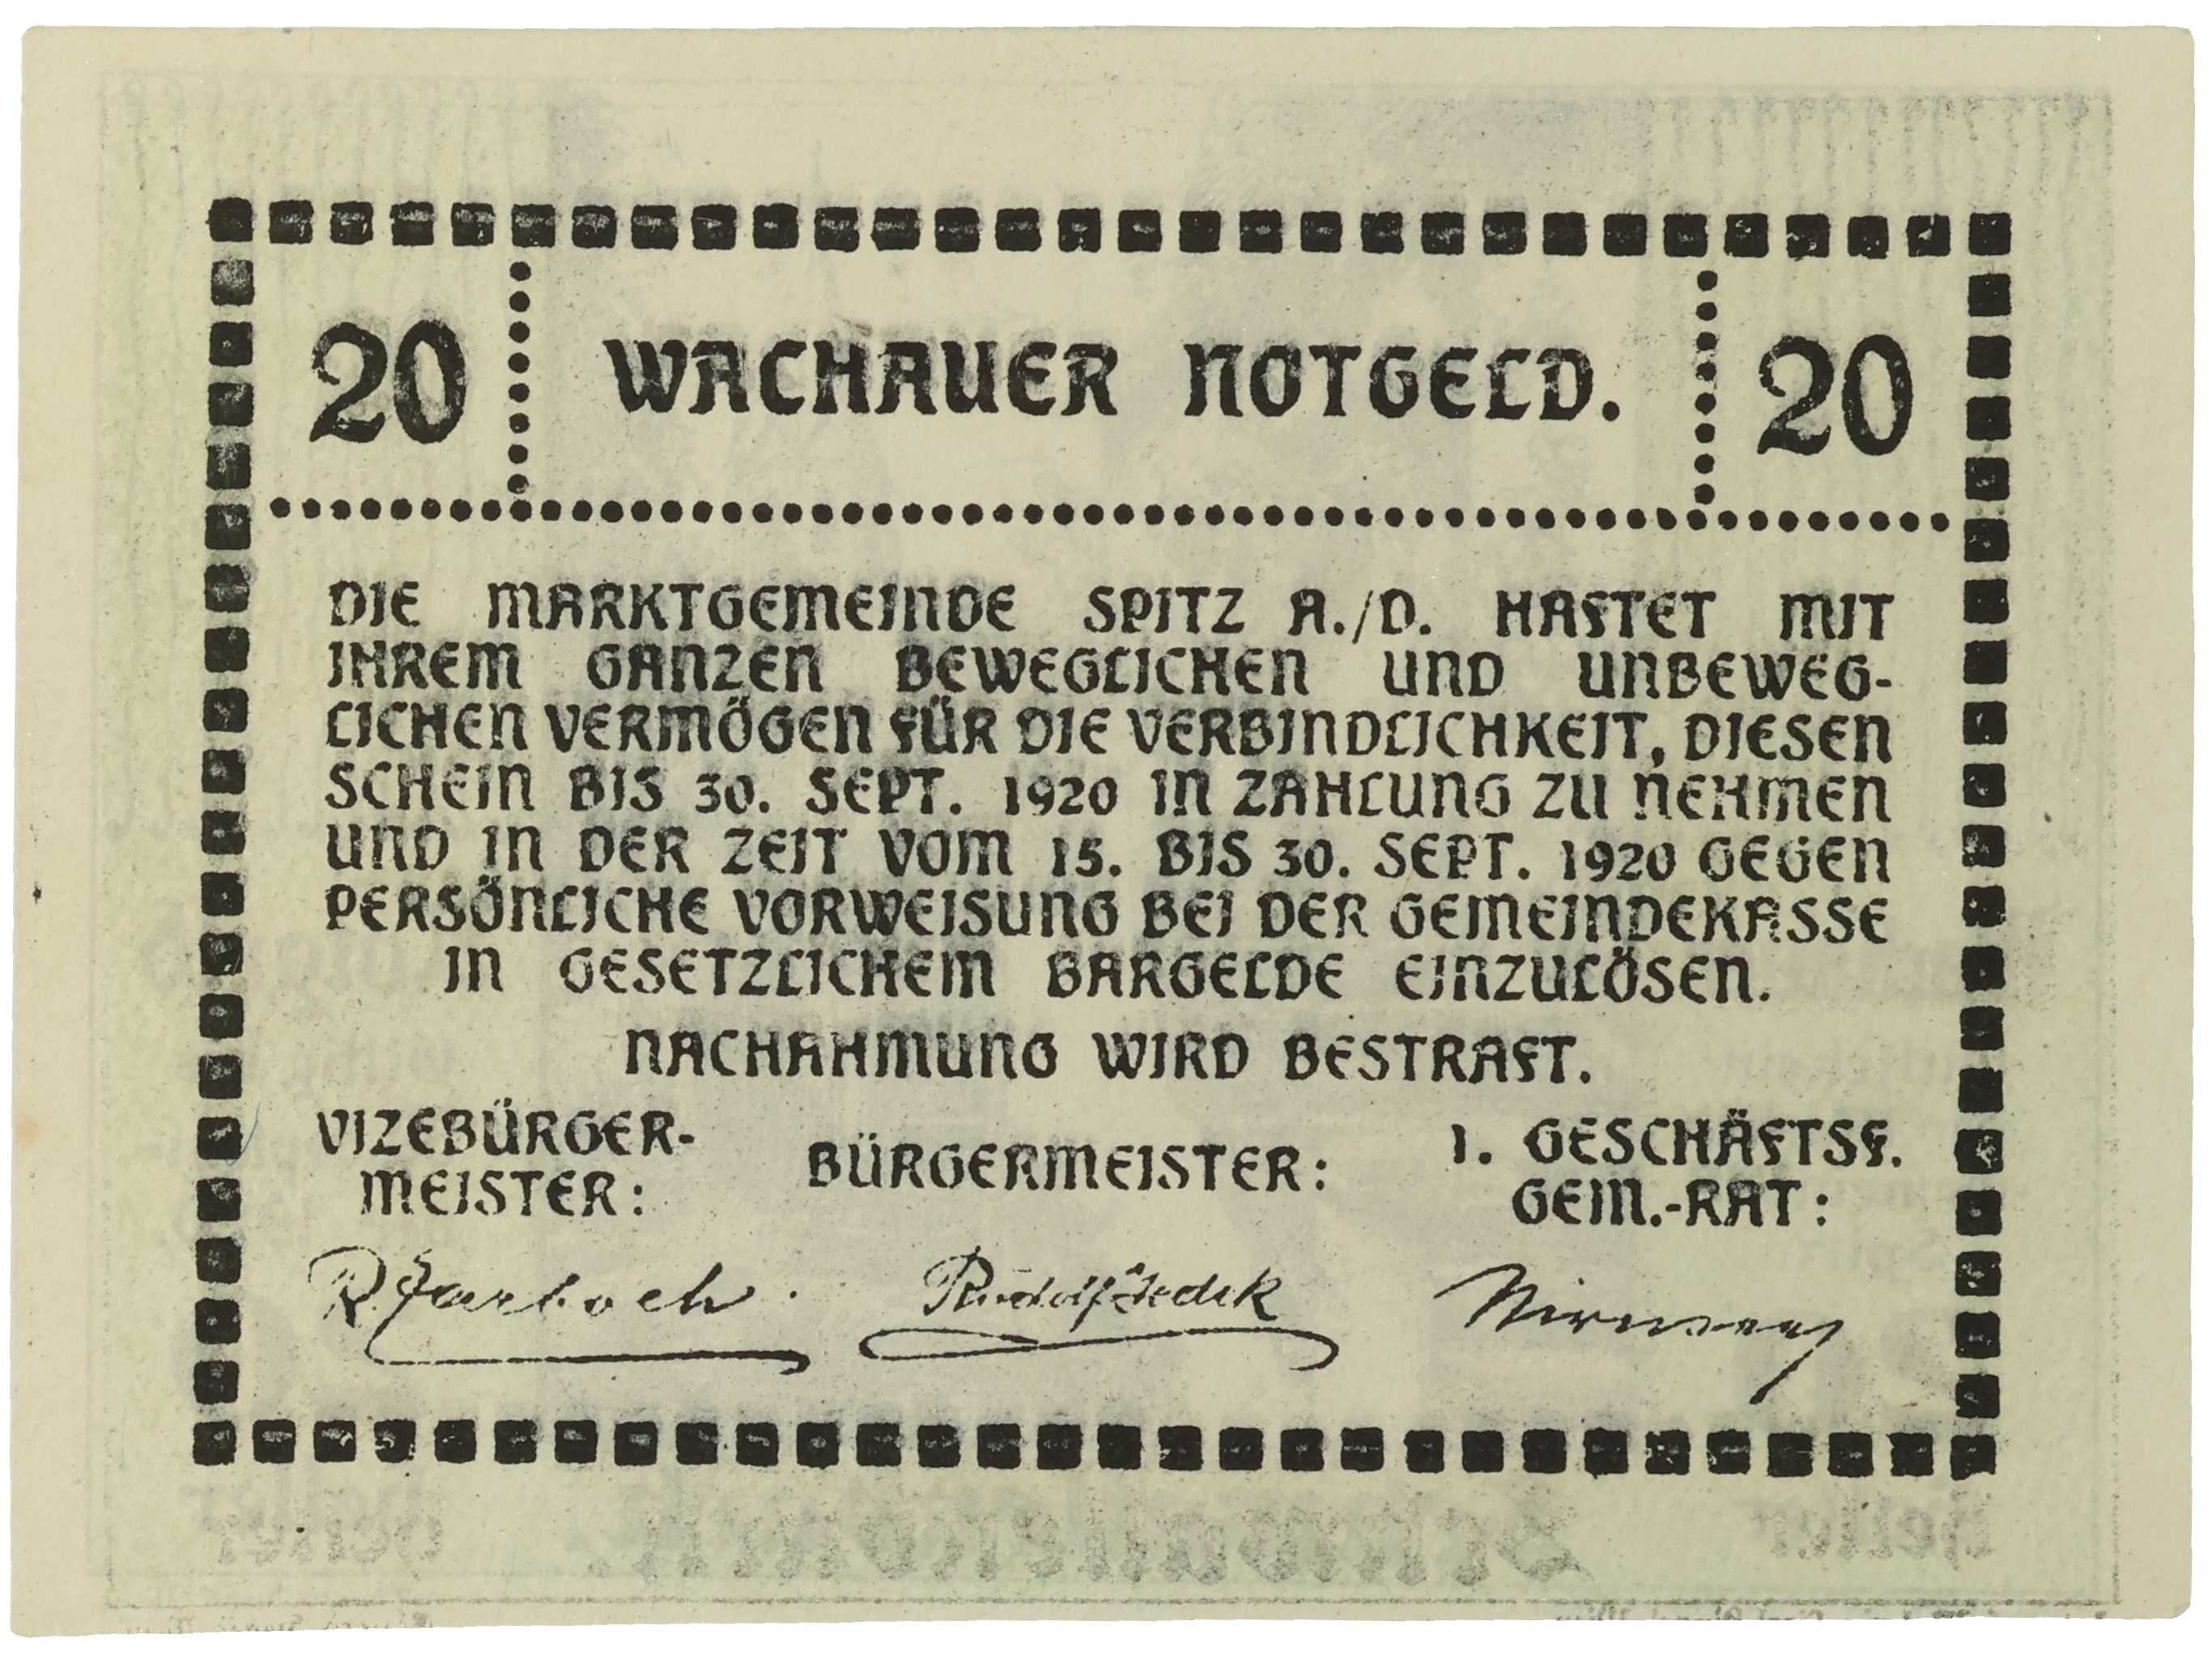 20 WACHAUER NOTGELD. 20
DIE MARKTGEMEINDE SPITZ A./D. HAFTET MIT
IHREM GANZEN BEWEGLICHEN UND UNBEWEG-
LICHEN VERMÖGEN FÜR DIE VERBINDLICHKEIT, DIESEN
SCHEIN BIS 30. SEPT. 1920 IN ZAHLUNG ZU NEHMEN
UND IN DER ZEIT VOM 15. BIS 30. SEPT. 1920 GEGEN
PERSÖNLICHE VORWEISUNG BEI DER GEMEINDEKASSE
IN GESETZLICHEM BARGELDE EINZULÖSEN.
NACHAHMUNG WIRD BESTRAFT.
VIZEBÜRGER-
MEISTER:
BÜRGERMEISTER:
1. GESCHÄFTSF.
GEM.-RAT:
Rudolf
Heller
Heller